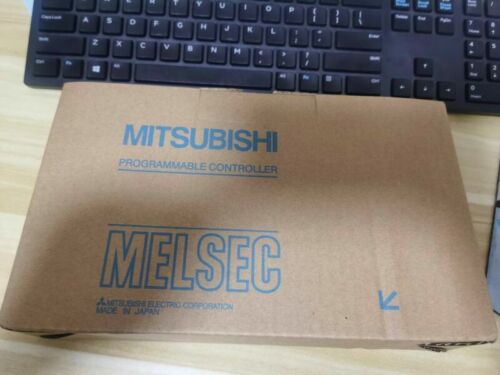 MITSUBISHI
PROGRAMMABLE CONTROLLER
MELSEC
MITSUBISHI ELECTRIC CORPORATION
MADE IN JAPAN